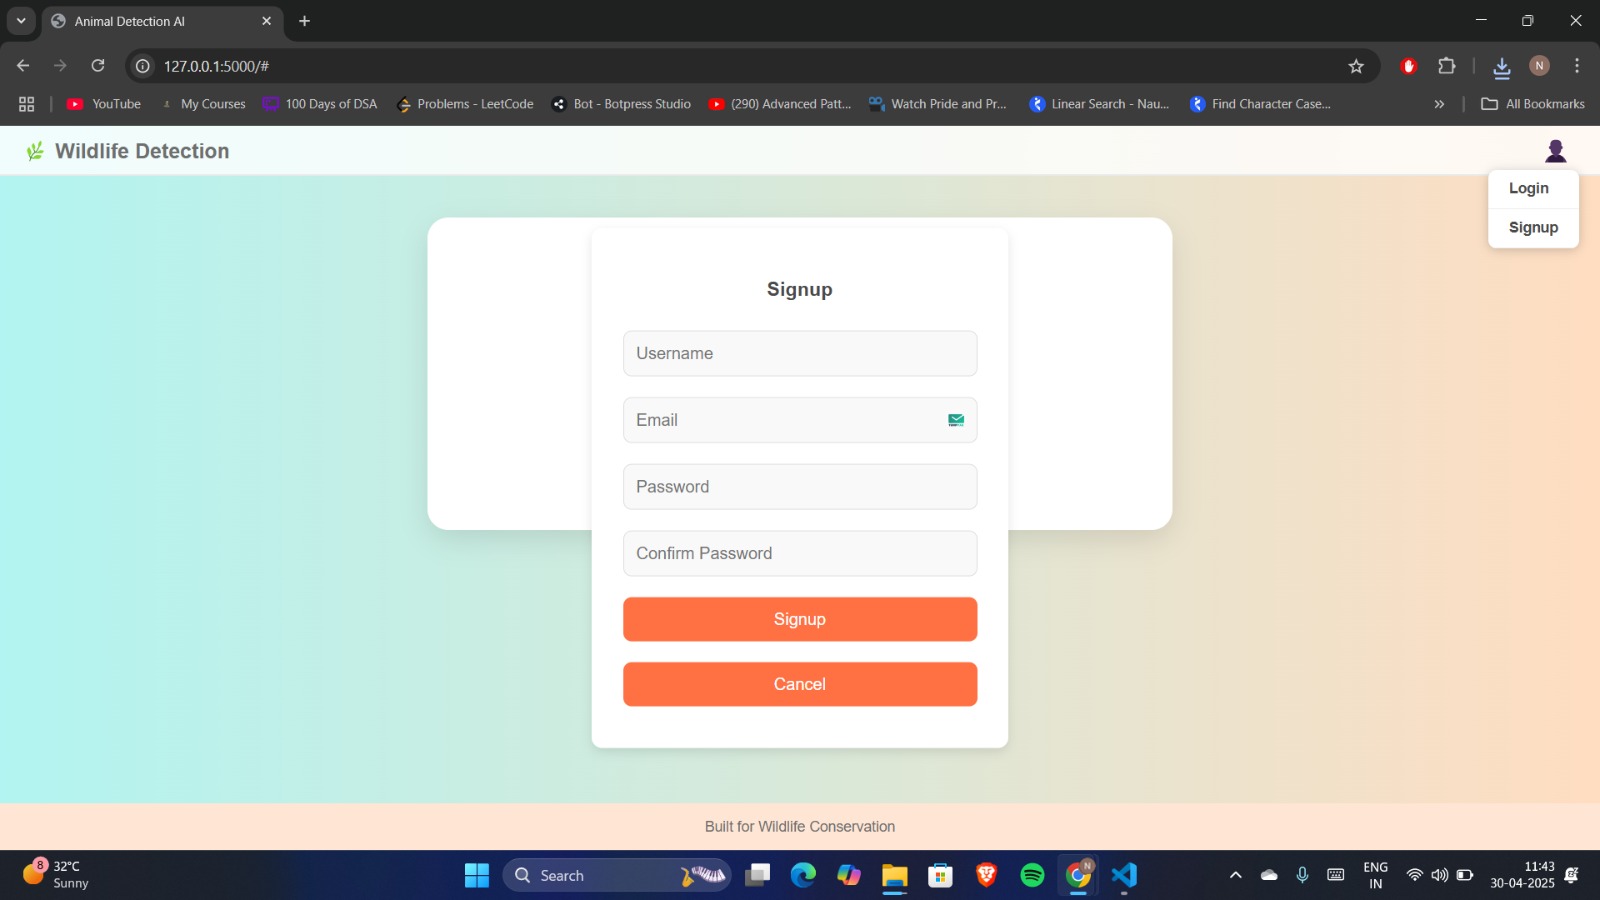 Animal Detection AI
127.0.0.1:5000/#
YouTube My Courses 100 Days of DSA Problems - LeetCode Bot - Botpress Studio (290) Advanced Patt... Watch Pride and Pr... Linear Search - Nau... Find Character Case... » All Bookmarks
N
Wildlife Detection
Login
Signup
Signup
Username
Email
Password
Confirm Password
Signup
Cancel
Built for Wildlife Conservation
8
32°C
Sunny
Search
N
ENG
IN
11:43
30-04-2025